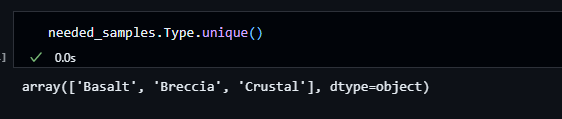 needed_samples.Type.unique()
]
0.0s
array(['Basalt', 'Breccia', 'Crustal'], dtype=object)